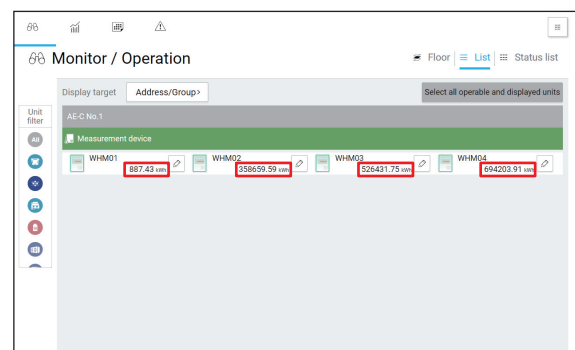 Monitor / Operation
Floor
List
Status list
Display target
Address/Group>
Select all operable and displayed units
Unit
filter
AE-C No.1
All
Measurement device
WHM01
887.43 kWh
WHM02
358659.59 kWh
WHM03
526431.75 kWh
WHM04
694203.91 kWh